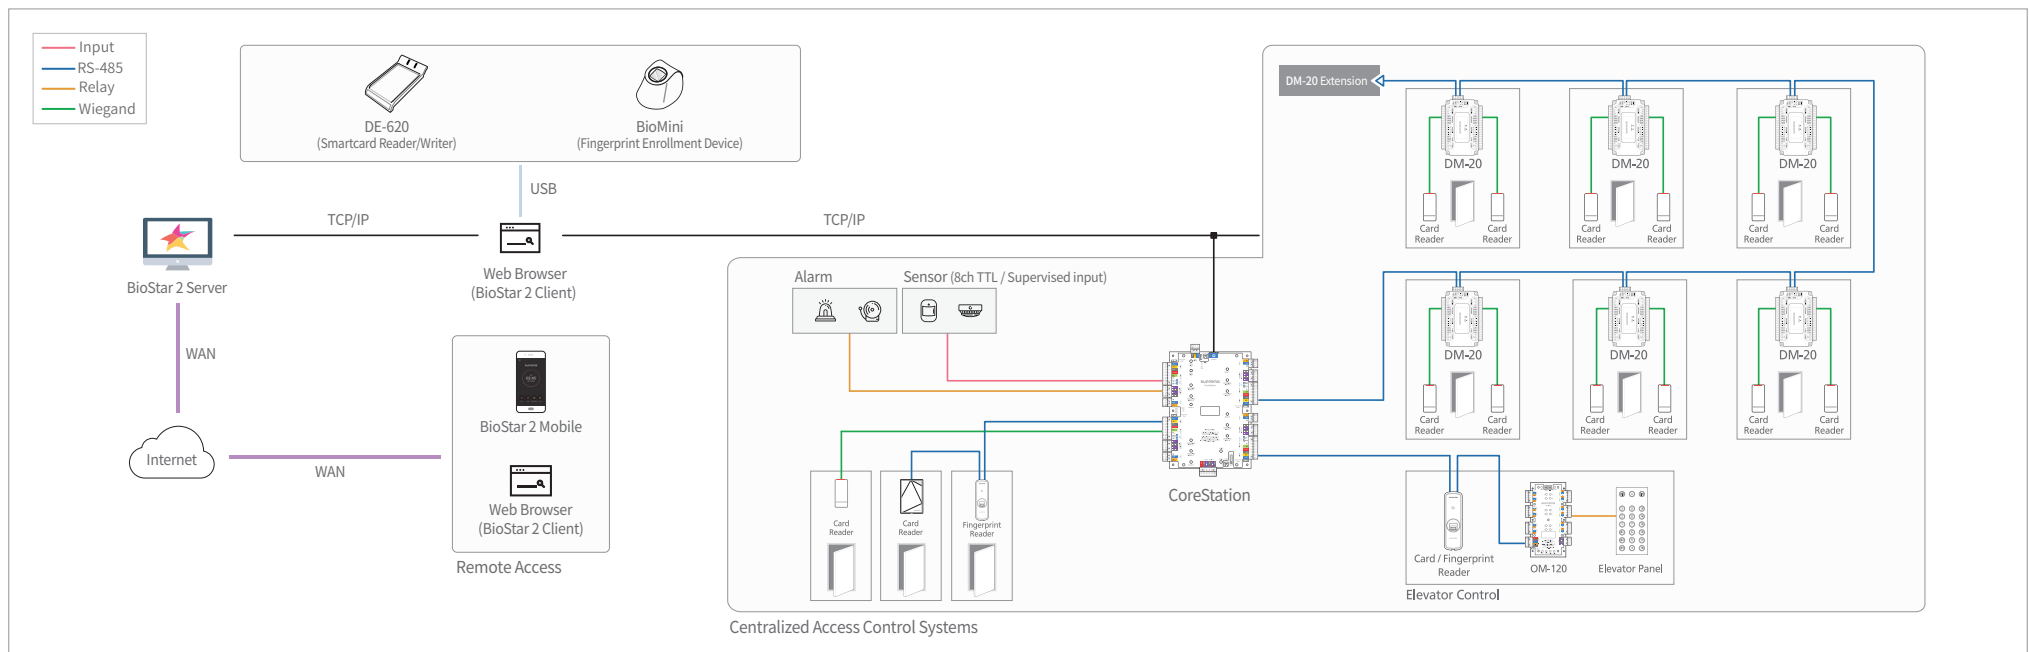 Input
RS-485
Relay
Wiegand
DE-620
(Smartcard Reader/Writer)
BioMini
(Fingerprint Enrollment Device)
USB
TCP/IP
TCP/IP
BioStar 2 Server
Web Browser
(BioStar 2 Client)
WAN
Internet
WAN
BioStar 2 Mobile
Web Browser
(BioStar 2 Client)
Remote Access
Alarm
Sensor (8ch TTL / Supervised input)
CoreStation
Card
Reader
Card
Reader
Fingerprint
Reader
Centralized Access Control Systems
DM-20 Extension
DM-20
Card
Reader
Card
Reader
DM-20
Card
Reader
Card
Reader
DM-20
Card
Reader
Card
Reader
DM-20
Card
Reader
Card
Reader
DM-20
Card
Reader
Card
Reader
DM-20
Card
Reader
Card
Reader
Card / Fingerprint
Reader
OM-120
Elevator Panel
Elevator Control